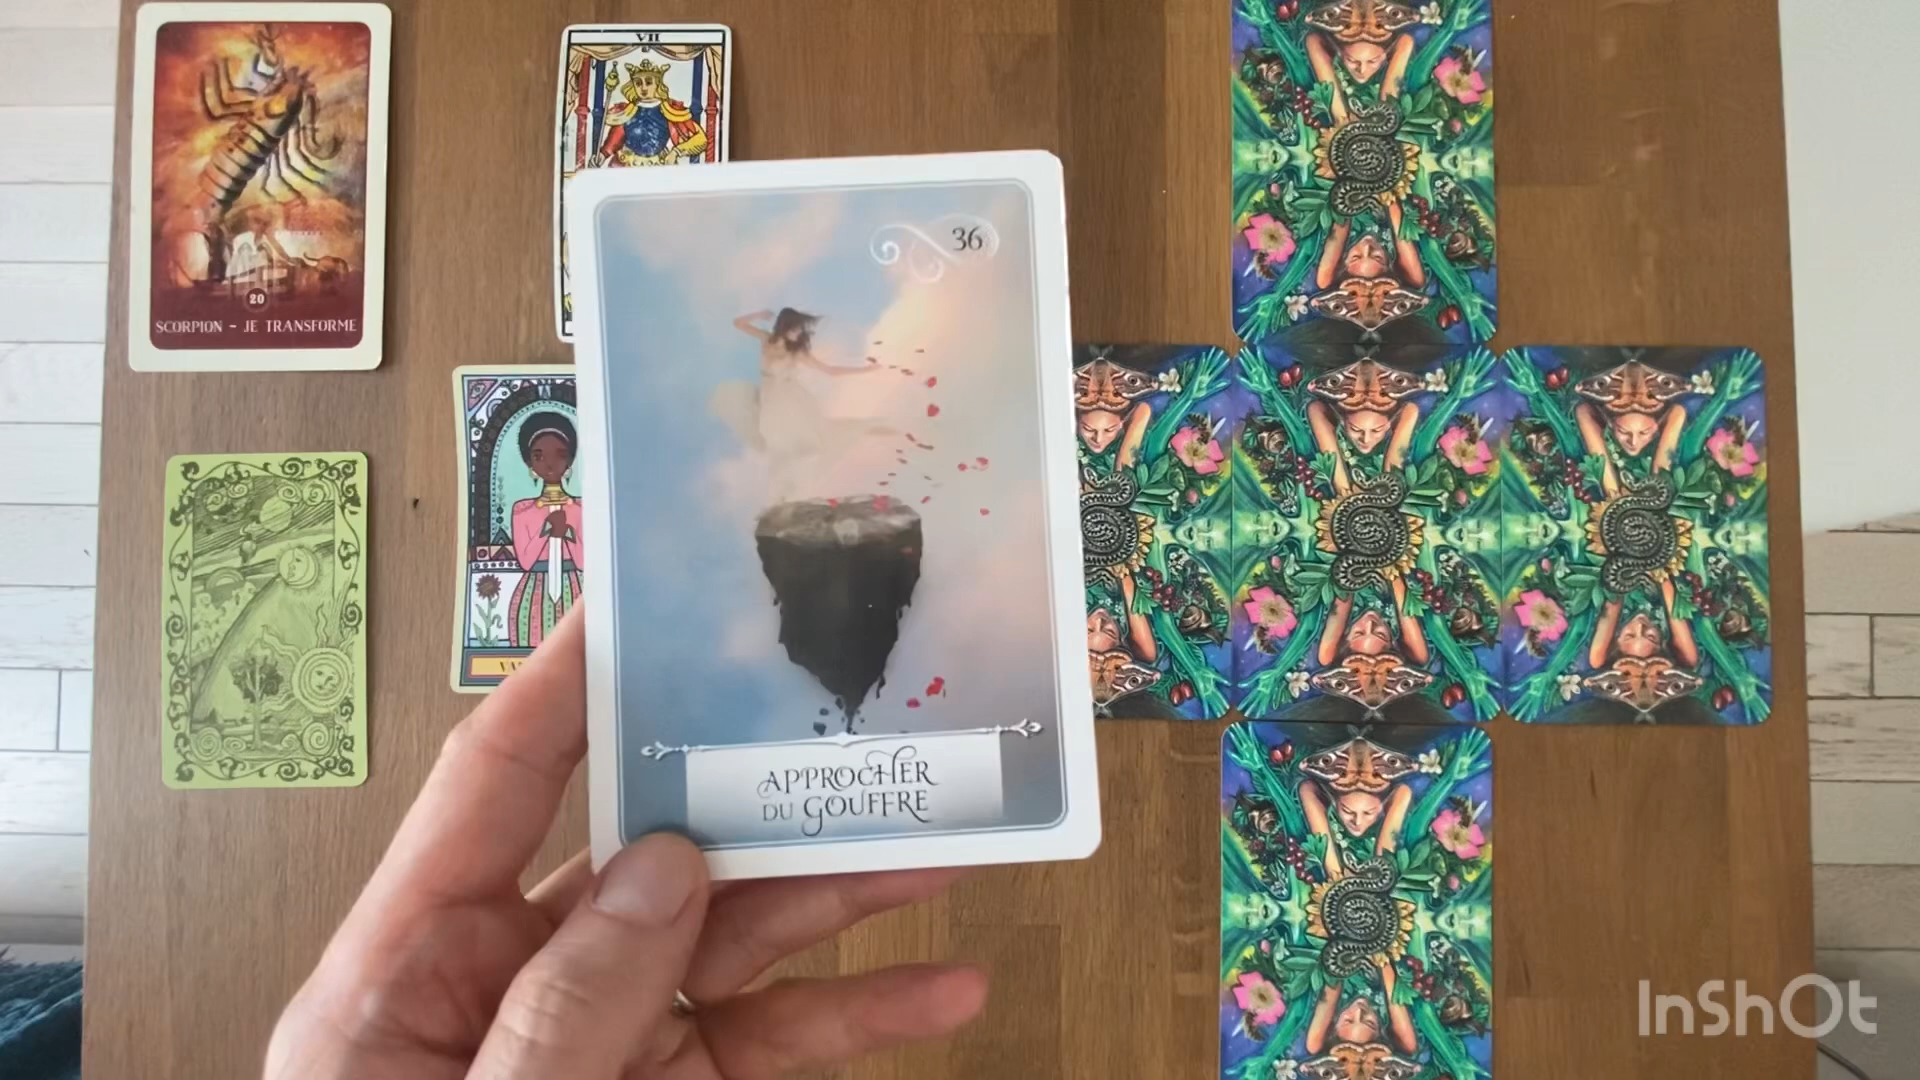 VII
20
SCORPION - JE TRANSFORME
36
APPROCHER
DU GOUFFRE
InShOt